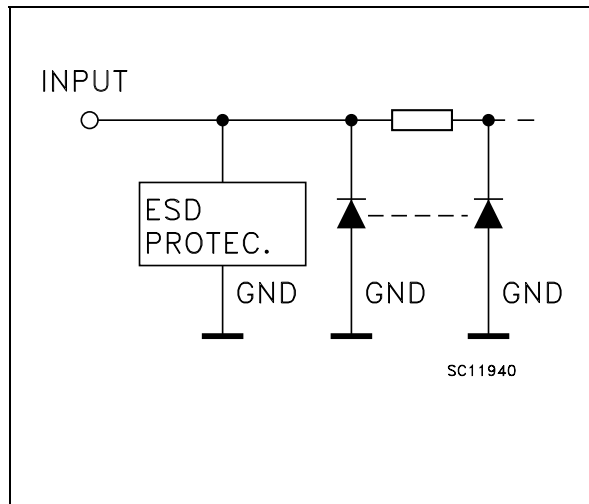 INPUT
ESD
PROTEC.
GND
GND
GND
SC11940